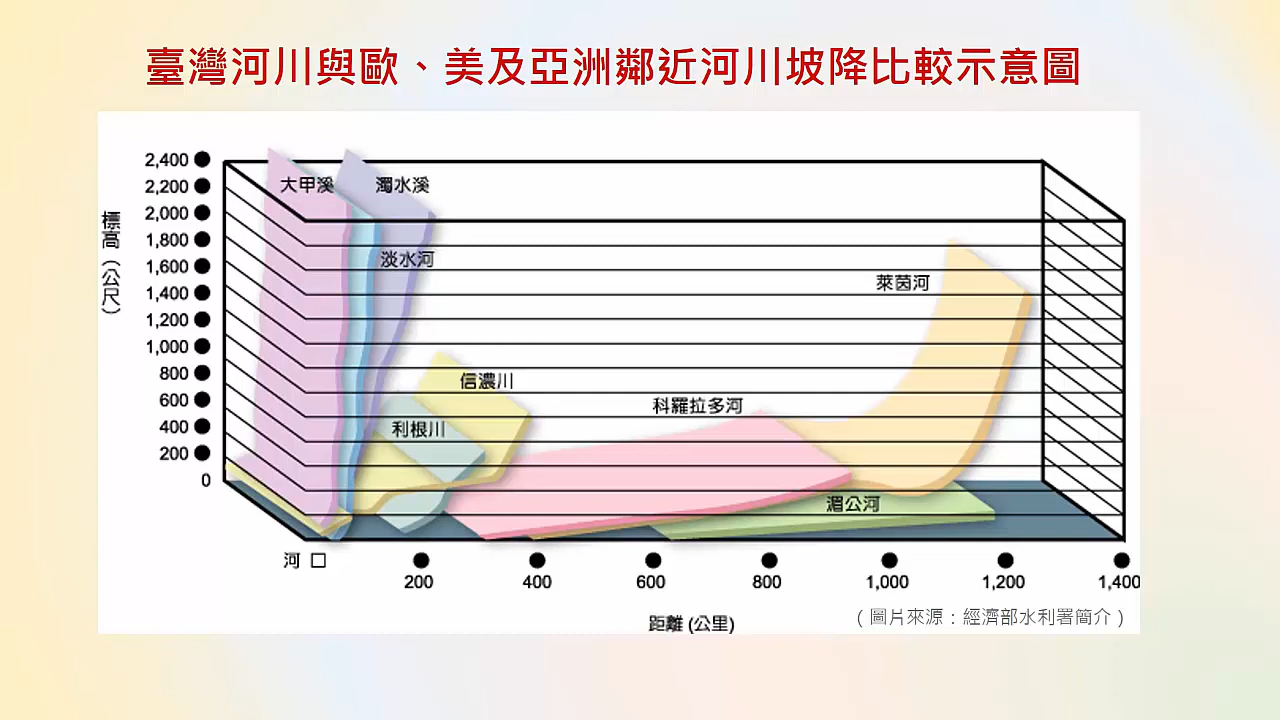 臺灣河川與歐、美及亞洲鄰近河川坡降比較示意圖
標高（公尺）
2,400
2,200
2,000
1,800
1,600
1,400
1,200
1,000
800
600
400
200
0
大甲溪
濁水溪
淡水河
萊茵河
信濃川
科羅拉多河
利根川
湄公河
河 口
200
400
600
800
1,000
1,200
1,400
距離 (公里)
（圖片來源：經濟部水利署簡介）